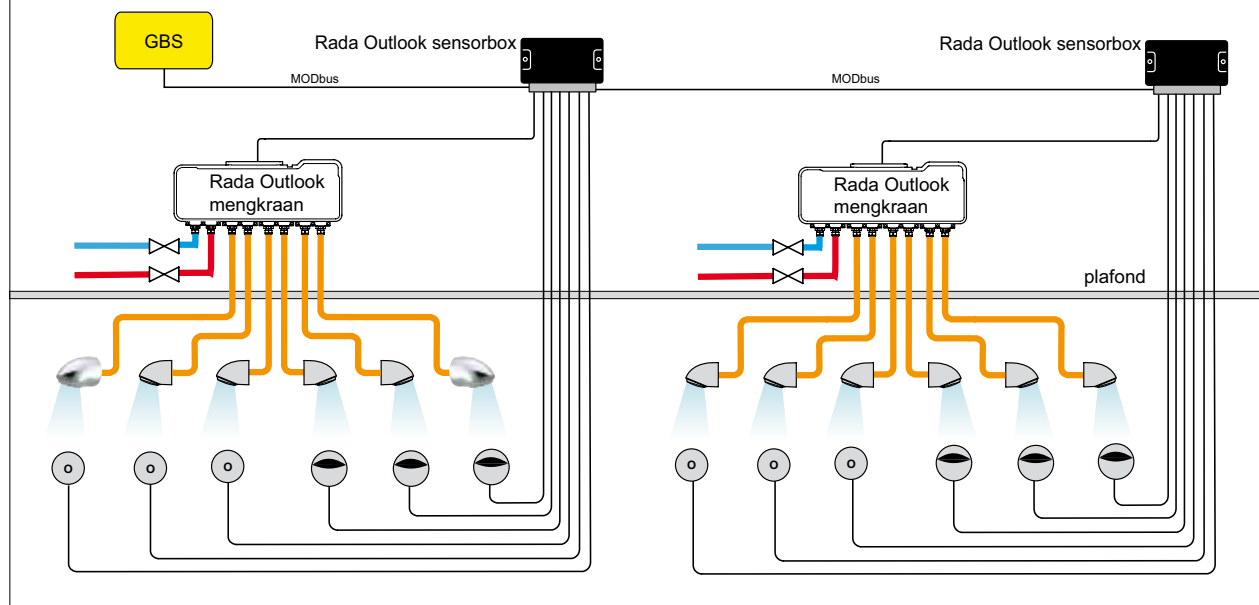 GBS
Rada Outlook sensorbox
Rada Outlook sensorbox
MODbus
MODbus
Rada Outlook
mengkraan
Rada Outlook
mengkraan
plafond
o
o
o
o
o
o